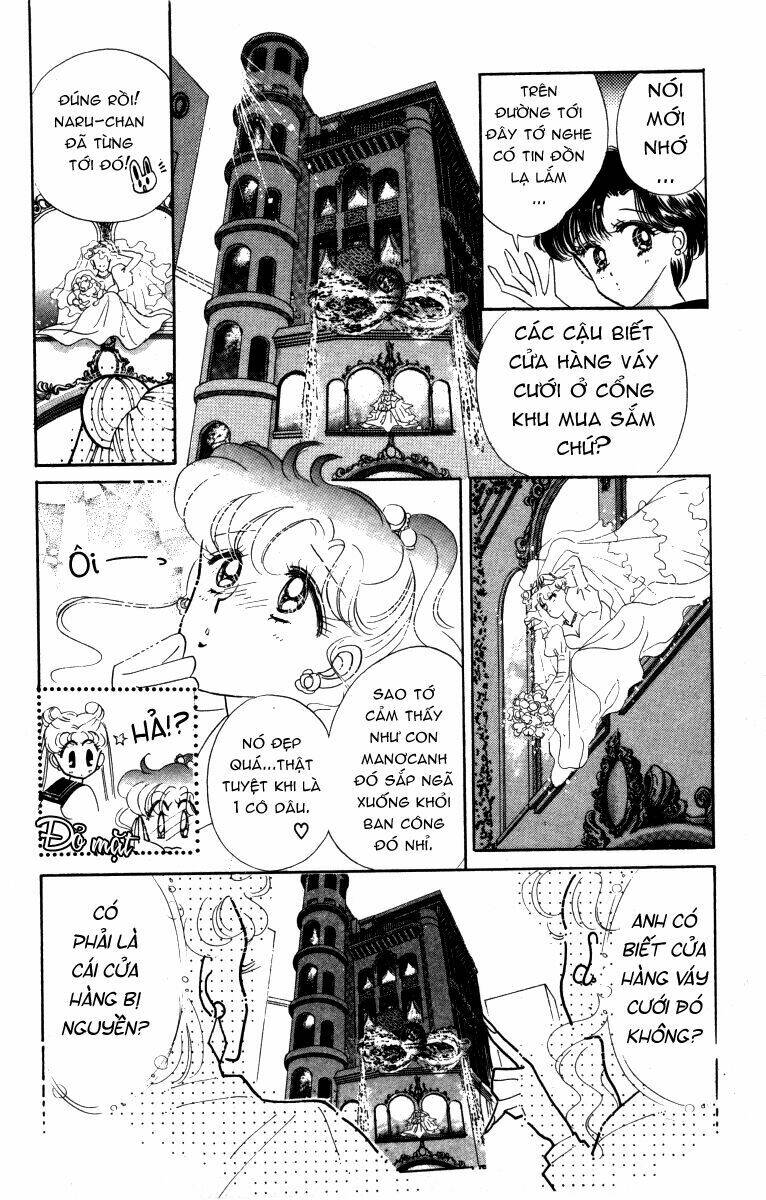 NÓI
MỚI
NHỚ
...
TRÊN
ĐƯỜNG TỚI
ĐÂY TỚ NGHE
CÓ TIN ĐỒN
LẠ LẮM
...
CÁC CẬU BIẾT
CỬA HÀNG VÁY
CƯỚI Ở CỔNG
KHU MUA SẮM
CHỨ?
ĐÚNG RỒI!
NARU-CHAN
ĐÃ TỪNG
TỚI ĐÓ!
ÔI
SAO TỚ
CẢM THẤY
NHƯ CON
MANƠCANH
ĐÓ SẮP NGÃ
XUỐNG KHỎI
BAN CÔNG
ĐÓ NHỈ.
NÓ ĐẸP
QUÁ...THẬT
TUYỆT KHI LÀ
1 CÔ DÂU.
♡
HẢ!?
Đỏ mặt
ANH CÓ
BIẾT CỬA
HÀNG VÁY
CƯỚI ĐÓ
KHÔNG?
CÓ
PHẢI LÀ
CÁI CỬA
HÀNG BỊ
NGUYỀN?